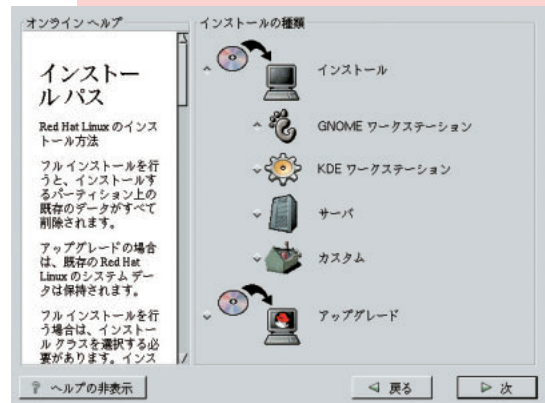 オンライン ヘルプ
インストー
ル パス
Red Hat Linux のインス
トール方法
フル インストールを行
うと、インストールす
るパーティション上の
既存のデータがすべて
削除されます。
アップグレードの場合
は、既存の Red Hat
Linux のシステム デー
タは保持されます。
フル インストールを行
う場合は、インストー
ル クラスを選択する必
要があります。インス
インストールの種類
インストール
GNOME ワークステーション
KDE ワークステーション
サーバ
カスタム
アップグレード
? ヘルプの非表示
戻る
次